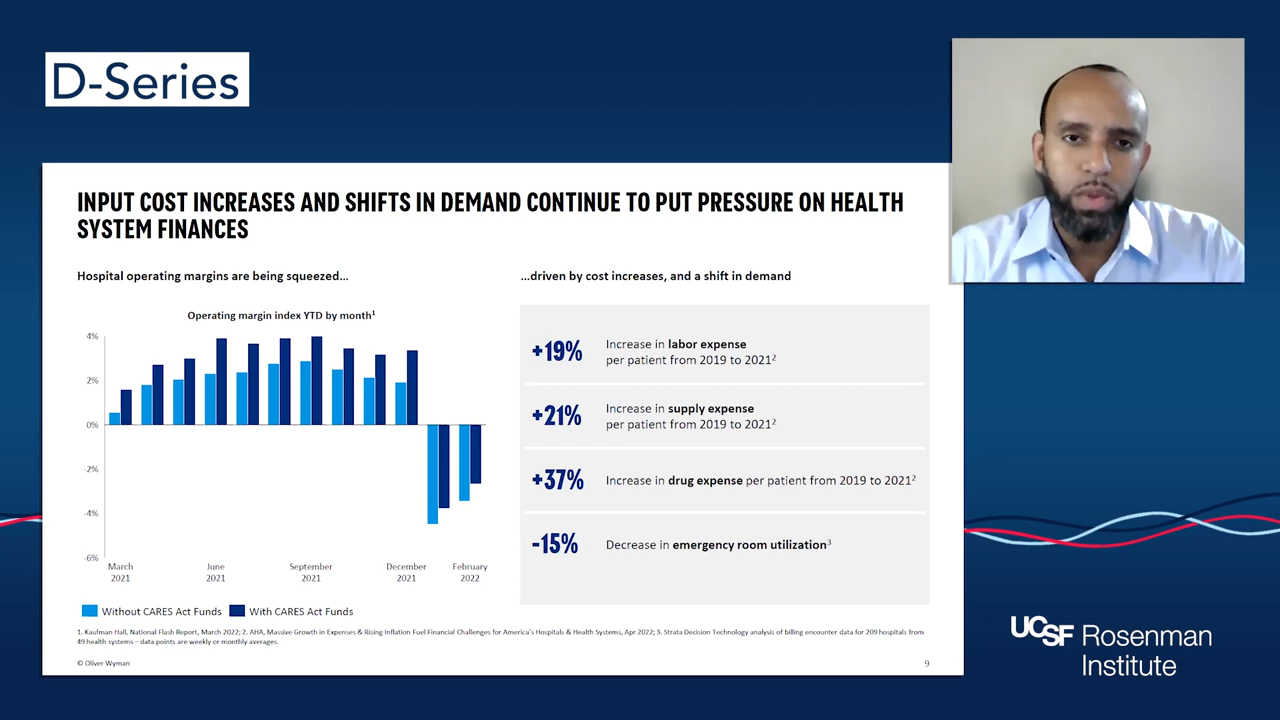 D-Series
INPUT COST INCREASES AND SHIFTS IN DEMAND CONTINUE TO PUT PRESSURE ON HEALTH
SYSTEM FINANCES
Hospital operating margins are being squeezed...
Operating margin index YTD by month¹
4%
2%
0%
-2%
-4%
-6%
March
2021
June
2021
September
2021
December
2021
February
2022
Without CARES Act Funds
With CARES Act Funds
...driven by cost increases, and a shift in demand
+19%
Increase in labor expense
per patient from 2019 to 2021²
+21%
Increase in supply expense
per patient from 2019 to 2021²
+37%
Increase in drug expense per patient from 2019 to 2021²
-15%
Decrease in emergency room utilization³
1. Kaufman Hall, National Flash Report, March 2022; 2. AHA, Massive Growth in Expenses & Rising Inflation Fuel Financial Challenges for America's Hospitals & Health Systems, Apr 2022; 3. Strata Decision Technology analysis of billing encounter data for 209 hospitals from
49 health systems – data points are weekly or monthly averages.
© Oliver Wyman
9
UCSF Rosenman
Institute